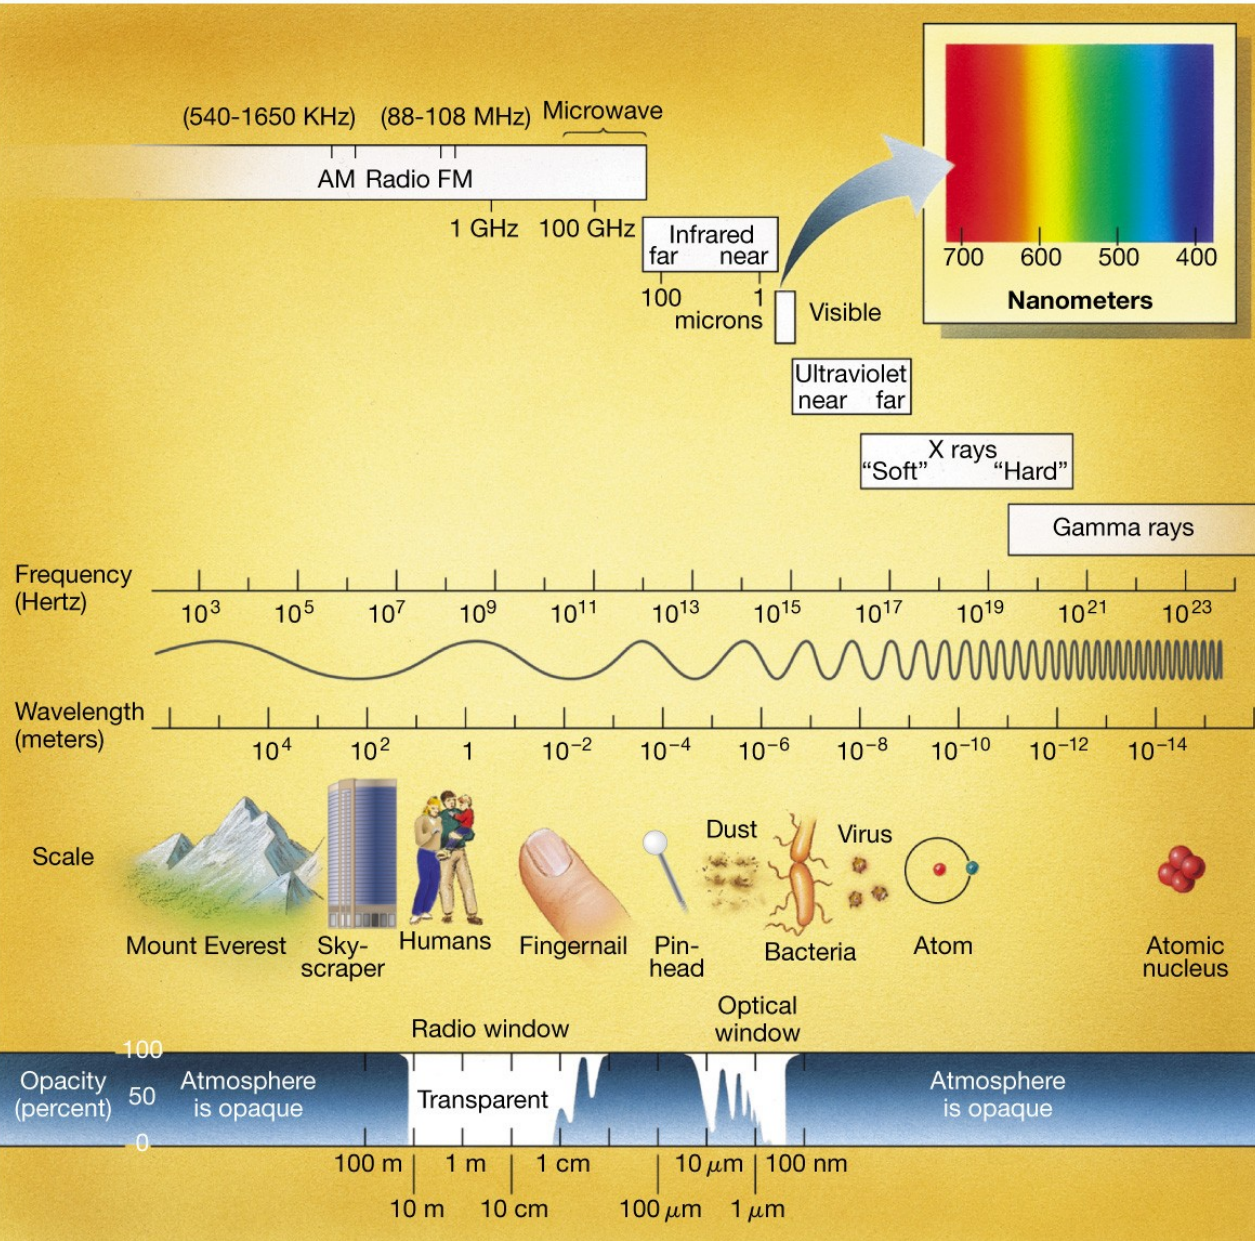 (540-1650 KHz) (88-108 MHz) Microwave
AM Radio FM
1 GHz 100 GHz
Infrared
far near
100 1
microns
Visible
700 600 500 400
Nanometers
Ultraviolet
near far
X rays
“Soft” “Hard”
Gamma rays
Frequency
(Hertz)
10³ 10⁵ 10⁷ 10⁹ 10¹¹ 10¹³ 10¹⁵ 10¹⁷ 10¹⁹ 10²¹ 10²³
Wavelength
(meters)
10⁴ 10² 1 10⁻² 10⁻⁴ 10⁻⁶ 10⁻⁸ 10⁻¹⁰ 10⁻¹² 10⁻¹⁴
Scale
Dust
Virus
Mount Everest
Sky-
scraper
Humans
Fingernail
Pin-
head
Bacteria
Atom
Atomic
nucleus
Radio window
Optical
window
Opacity
(percent)
100
50
0
Atmosphere
is opaque
Transparent
Atmosphere
is opaque
100 m 1 m 1 cm 10 μm 100 nm
10 m 10 cm 100 μm 1 μm